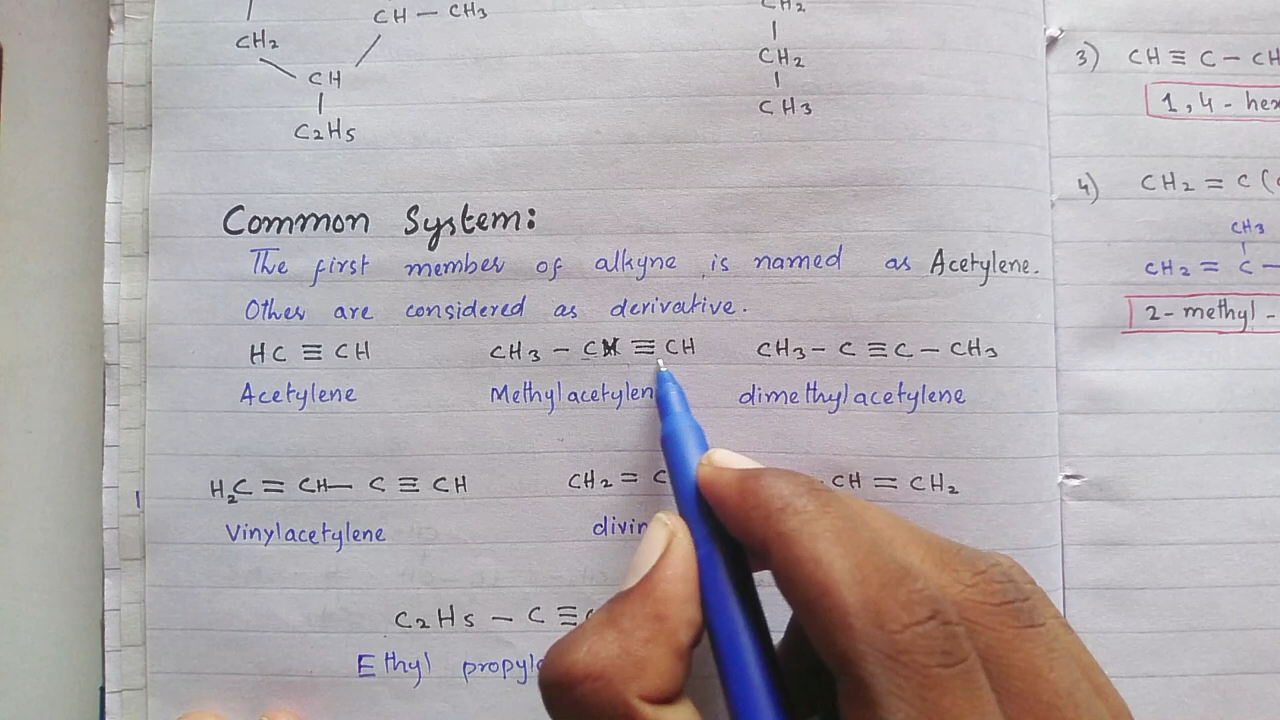 CH — CH3
CH2
CH
C2H5
CH2
CH2
CH3
Common System:
The first member of alkyne is named as Acetylene.
Other are considered as derivative.
HC ≡ CH
CH3 — C ≡ CH
CH3 — C ≡ C — CH3
Acetylene
Methylacetylen
dimethylacetylene
H2C = CH — C ≡ CH
CH2 = C
CH = CH2
Vinylacetylene
divin
C2H5 — C ≡
Ethyl propyl
3) CH ≡ C — CH
1,4 - hex
4) CH2 = C (
CH3
CH2 = C —
2 - methyl -